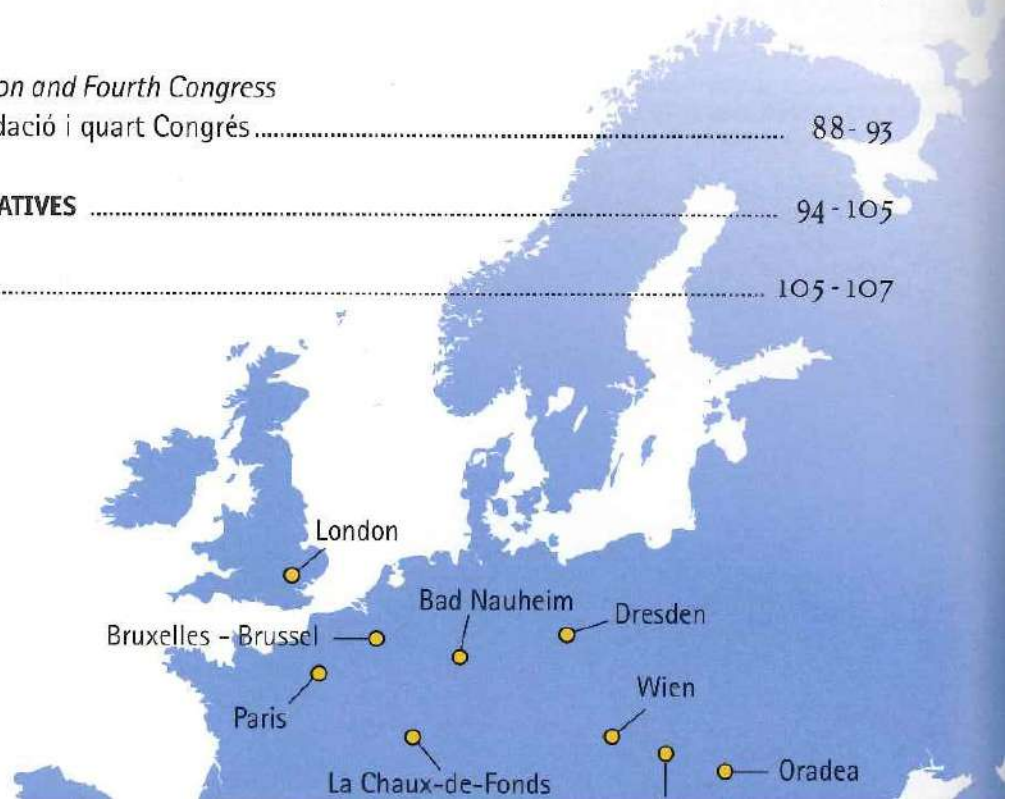 on and Fourth Congress
dació i quart Congrés ........ 88-93
ATIVES ........ 94-105
........ 105-107
London
Bad Nauheim
Dresden
Bruxelles - Brussel
Wien
Paris
Oradea
La Chaux-de-Fonds